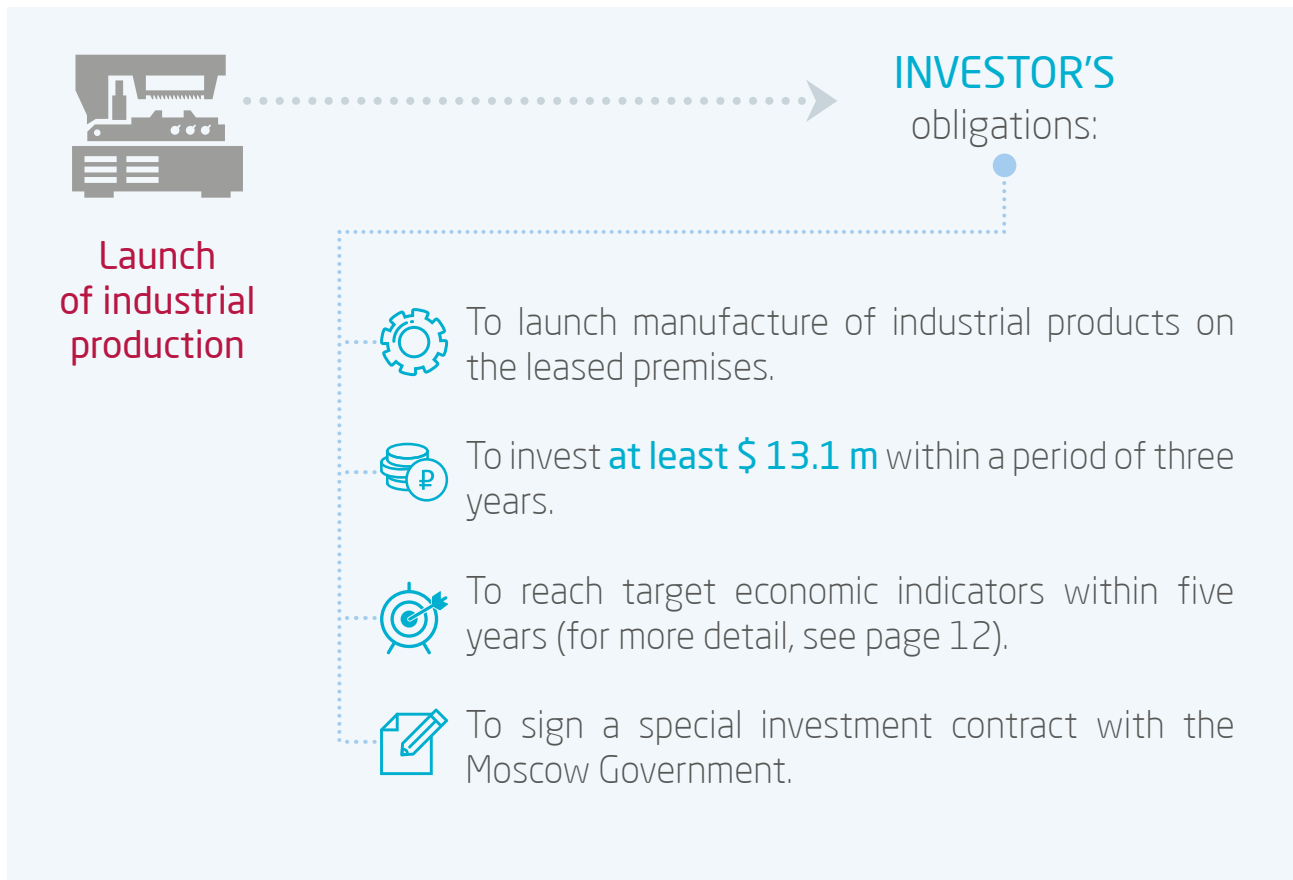 INVESTOR'S
obligations:
Launch
of industrial
production
To launch manufacture of industrial products on
the leased premises.
To invest at least $ 13.1 m within a period of three
years.
₽
To reach target economic indicators within five
years (for more detail, see page 12).
To sign a special investment contract with the
Moscow Government.